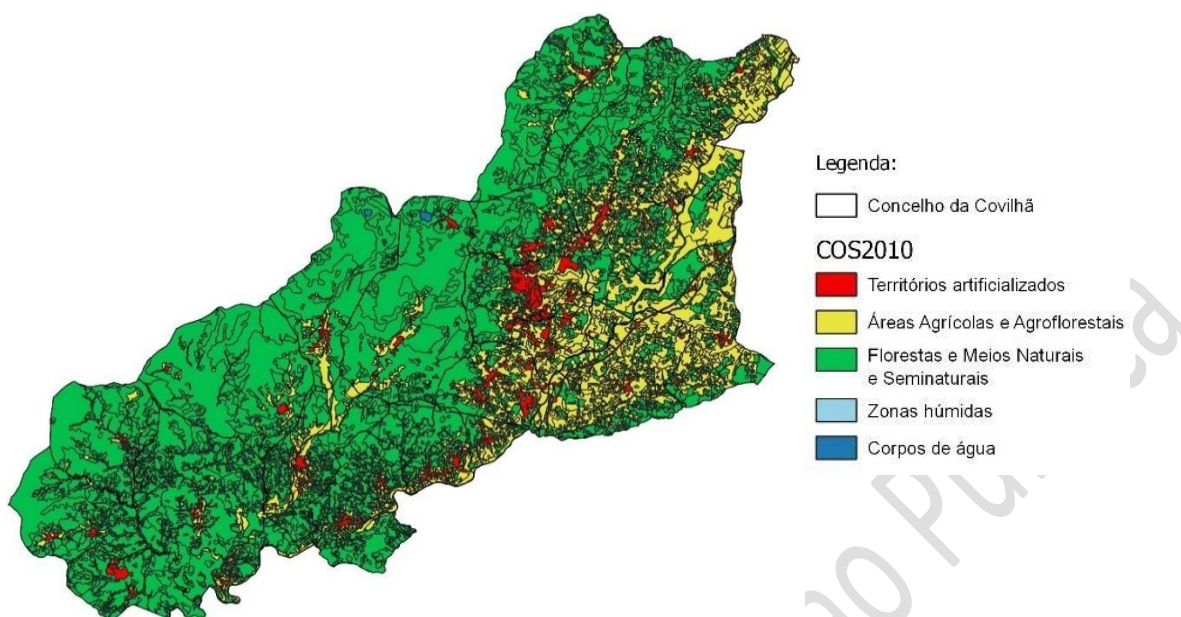 Legenda:
Concelho da Covilhã
COS2010
Territórios artificializados
Áreas Agrícolas e Agroflorestais
Florestas e Meios Naturais
e Seminaturais
Zonas húmidas
Corpos de água